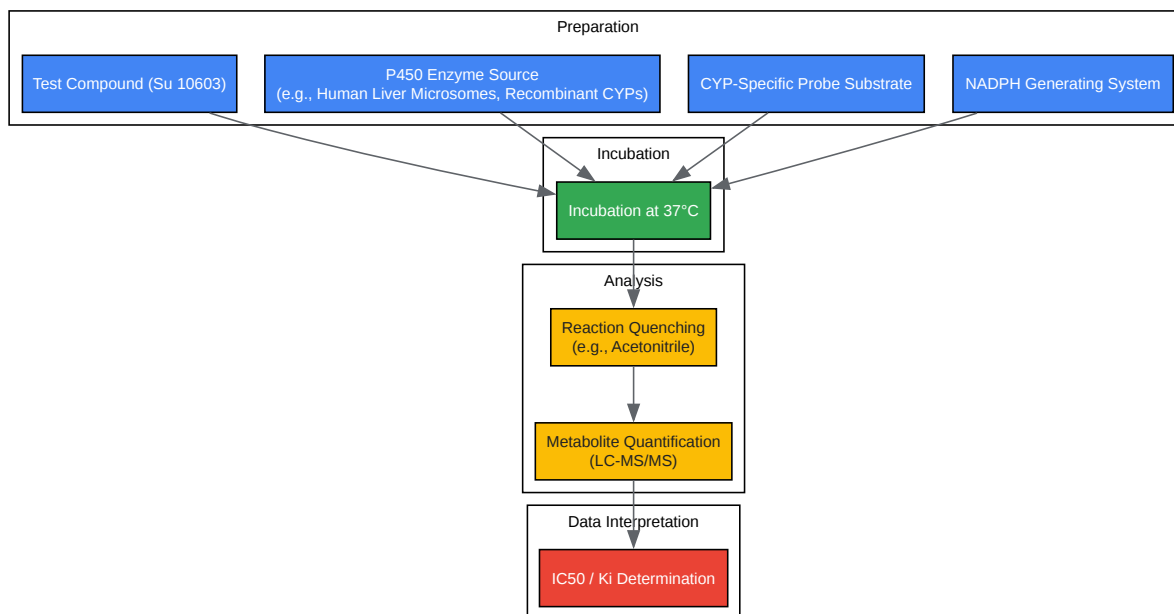 Preparation
Test Compound (Su 10603)
P450 Enzyme Source
(e.g., Human Liver Microsomes, Recombinant CYPs)
CYP-Specific Probe Substrate
NADPH Generating System
Incubation
Incubation at 37°C
Analysis
Reaction Quenching
(e.g., Acetonitrile)
Metabolite Quantification
(LC-MS/MS)
Data Interpretation
IC50 / Ki Determination